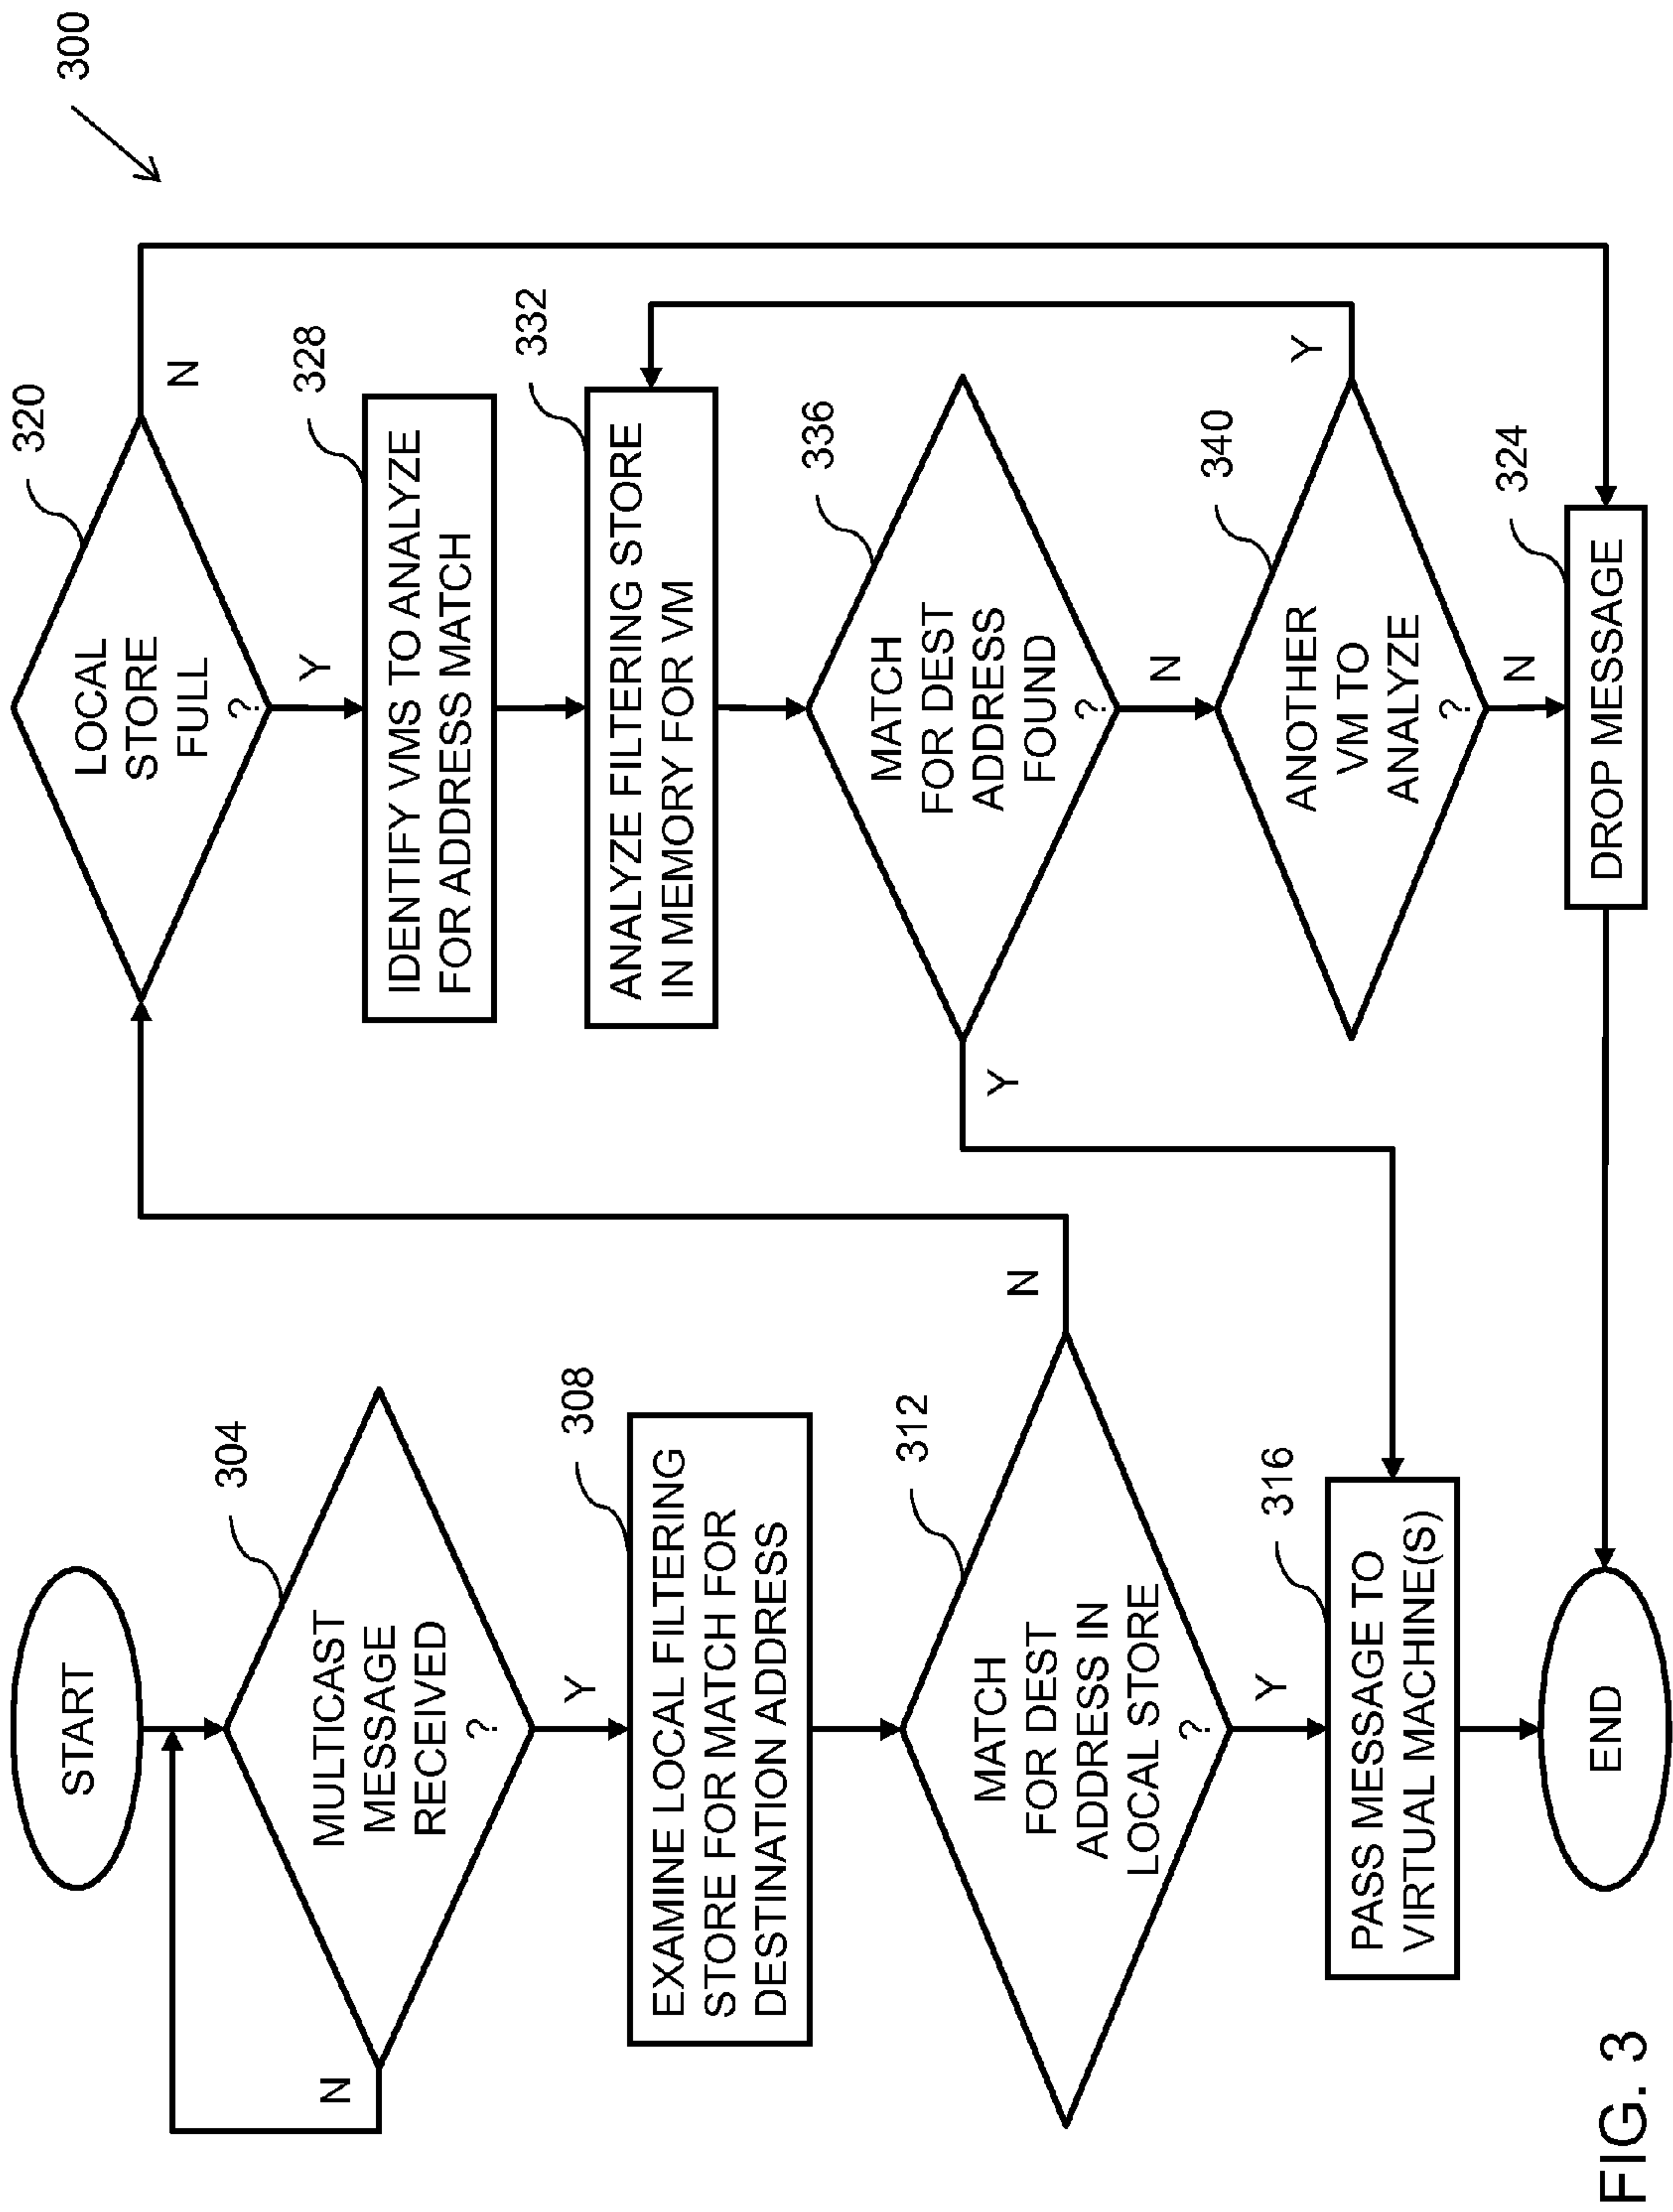 300
START
304
MULTICAST
MESSAGE
RECEIVED
?
N
Y
308
EXAMINE LOCAL FILTERING
STORE FOR MATCH FOR
DESTINATION ADDRESS
312
MATCH
FOR DEST
ADDRESS IN
LOCAL STORE
?
N
Y
316
PASS MESSAGE TO
VIRTUAL MACHINE(S)
END
320
LOCAL
STORE
FULL
?
N
Y
328
IDENTIFY VMS TO ANALYZE
FOR ADDRESS MATCH
332
ANALYZE FILTERING STORE
IN MEMORY FOR VM
336
MATCH
FOR DEST
ADDRESS
FOUND
?
Y
N
340
ANOTHER
VM TO
ANALYZE
?
Y
N
324
DROP MESSAGE
FIG. 3